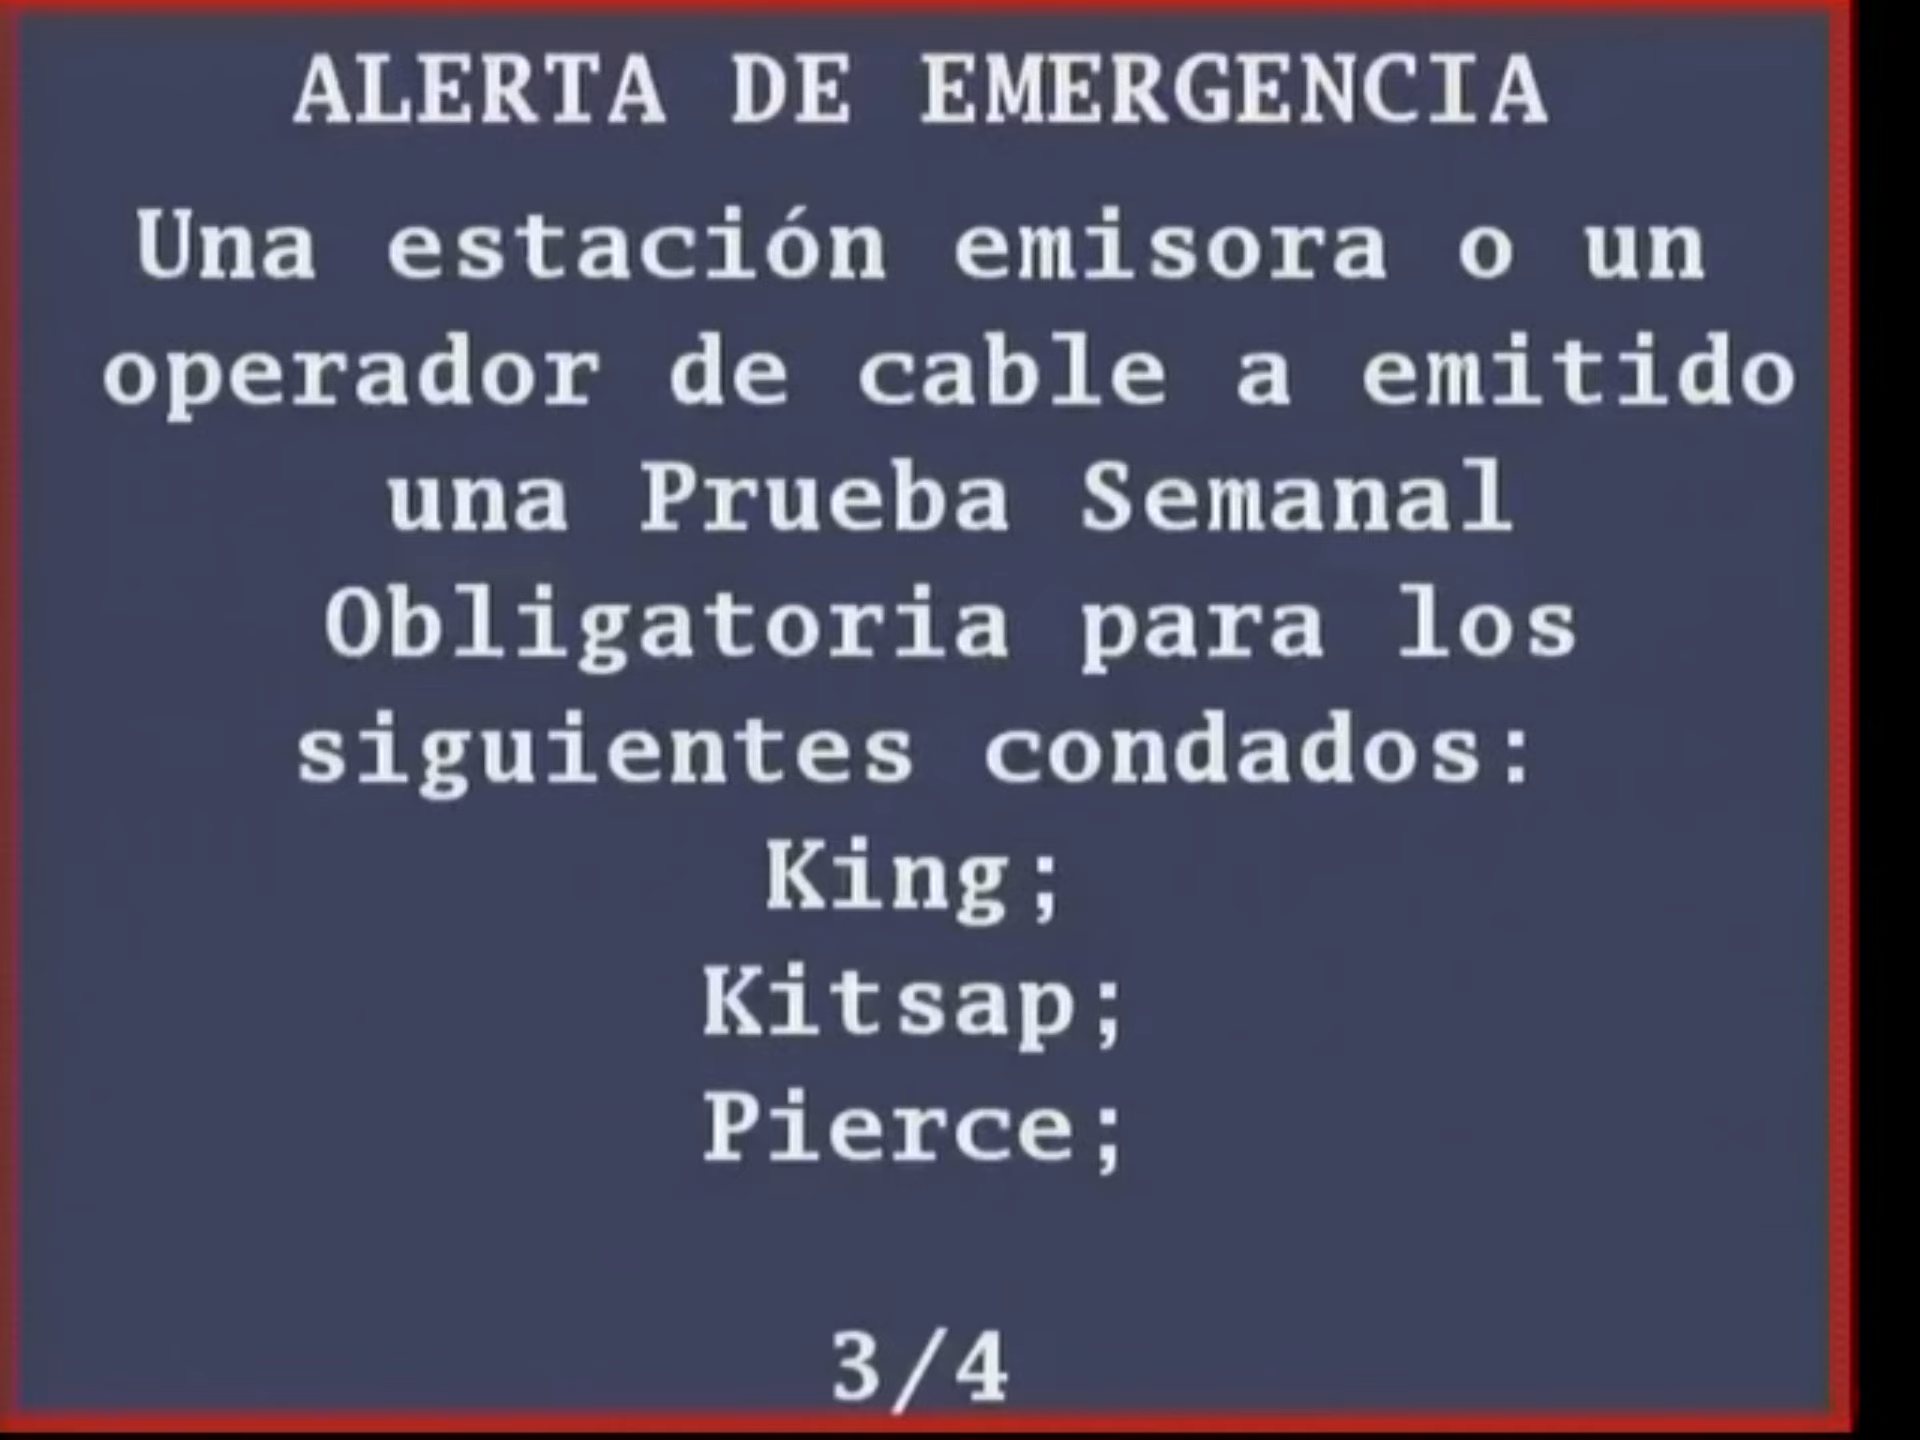 ALERTA DE EMERGENCIA
Una estación emisora o un
operador de cable a emitido
una Prueba Semanal
Obligatoria para los
siguientes condados:
King;
Kitsap;
Pierce;
3/4